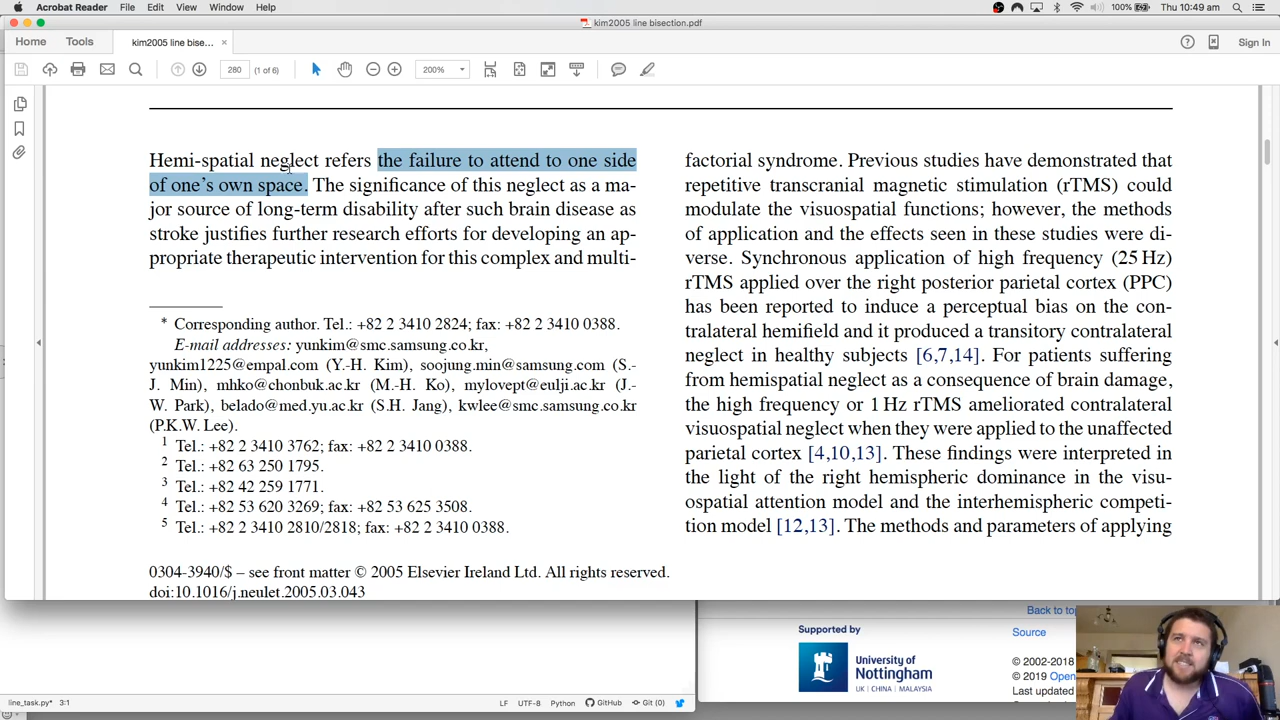 Acrobat Reader File Edit View Window Help 100% Thu 10:49 am
kim2005 line bisection.pdf
Home Tools kim2005 line bise... × Sign In
280 (1 of 6) 200%
Hemi-spatial neglect refers the failure to attend to one side
of one's own space. The significance of this neglect as a ma-
jor source of long-term disability after such brain disease as
stroke justifies further research efforts for developing an ap-
propriate therapeutic intervention for this complex and multi-
* Corresponding author. Tel.: +82 2 3410 2824; fax: +82 2 3410 0388.
E-mail addresses: yunkim@smc.samsung.co.kr,
yunkim1225@empal.com (Y.-H. Kim), soojung.min@samsung.com (S.-
J. Min), mhko@chonbuk.ac.kr (M.-H. Ko), mylovept@eulji.ac.kr (J.-
W. Park), belado@med.yu.ac.kr (S.H. Jang), kwlee@smc.samsung.co.kr
(P.K.W. Lee).
1 Tel.: +82 2 3410 3762; fax: +82 2 3410 0388.
2 Tel.: +82 63 250 1795.
3 Tel.: +82 42 259 1771.
4 Tel.: +82 53 620 3269; fax: +82 53 625 3508.
5 Tel.: +82 2 3410 2810/2818; fax: +82 2 3410 0388.
0304-3940/$ – see front matter © 2005 Elsevier Ireland Ltd. All rights reserved.
doi:10.1016/j.neulet.2005.03.043
factorial syndrome. Previous studies have demonstrated that
repetitive transcranial magnetic stimulation (rTMS) could
modulate the visuospatial functions; however, the methods
of application and the effects seen in these studies were di-
verse. Synchronous application of high frequency (25 Hz)
rTMS applied over the right posterior parietal cortex (PPC)
has been reported to induce a perceptual bias on the con-
tralateral hemifield and it produced a transitory contralateral
neglect in healthy subjects [6,7,14]. For patients suffering
from hemispatial neglect as a consequence of brain damage,
the high frequency or 1 Hz rTMS ameliorated contralateral
visuospatial neglect when they were applied to the unaffected
parietal cortex [4,10,13]. These findings were interpreted in
the light of the right hemispheric dominance in the visu-
ospatial attention model and the interhemispheric competi-
tion model [12,13]. The methods and parameters of applying
Back to top
Supported by
Source
University of
Nottingham
UK | CHINA | MALAYSIA
© 2002-2018
© 2019 Open
Last updated
line_task.py* 3:1 LF UTF-8 Python GitHub Git (0)